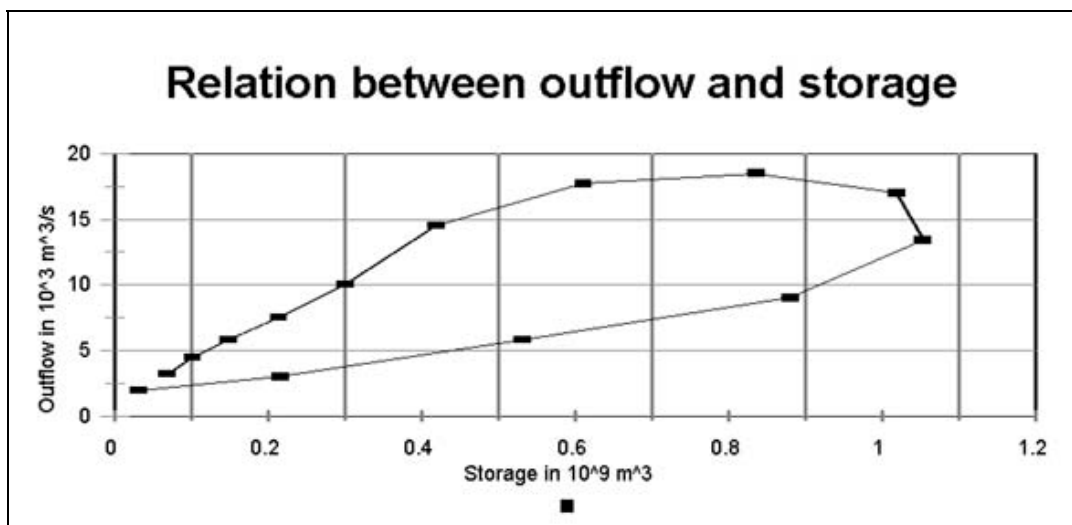 Relation between outflow and storage
20
15
10
5
0
Outflow in 10^3 m^3/s
0 0.2 0.4 0.6 0.8 1 1.2
Storage in 10^9 m^3